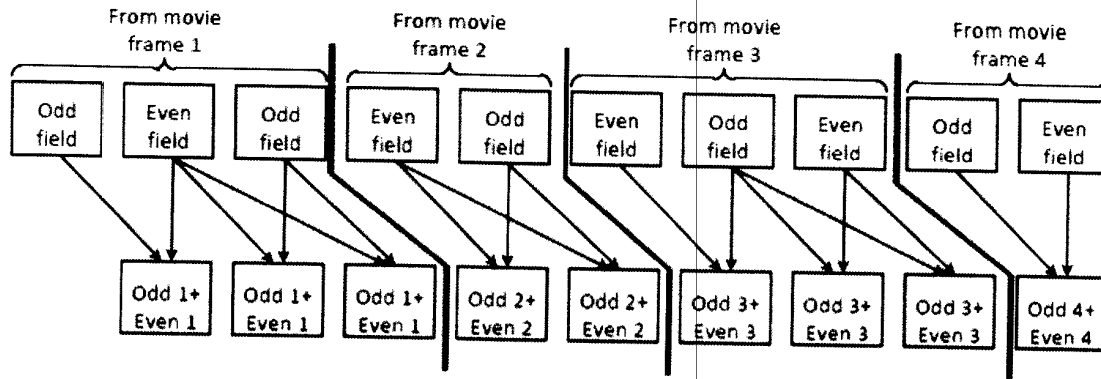 From movie
frame 1
From movie
frame 2
From movie
frame 3
From movie
frame 4
Odd
field
Even
field
Odd
field
Even
field
Odd
field
Even
field
Odd
field
Even
field
Odd
field
Even
field
Odd 1+
Even 1
Odd 1+
Even 1
Odd 1+
Even 1
Odd 2+
Even 2
Odd 2+
Even 2
Odd 3+
Even 3
Odd 3+
Even 3
Odd 3+
Even 3
Odd 4+
Even 4